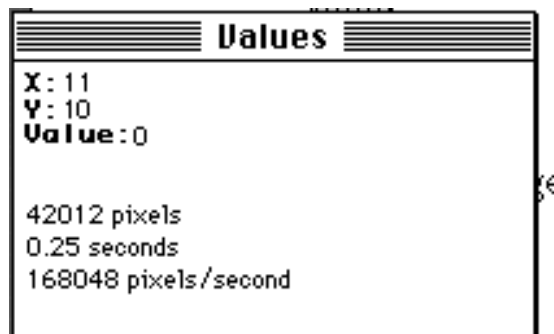 Values
X: 11
Y: 10
Value: 0
42012 pixels
0.25 seconds
168048 pixels/second